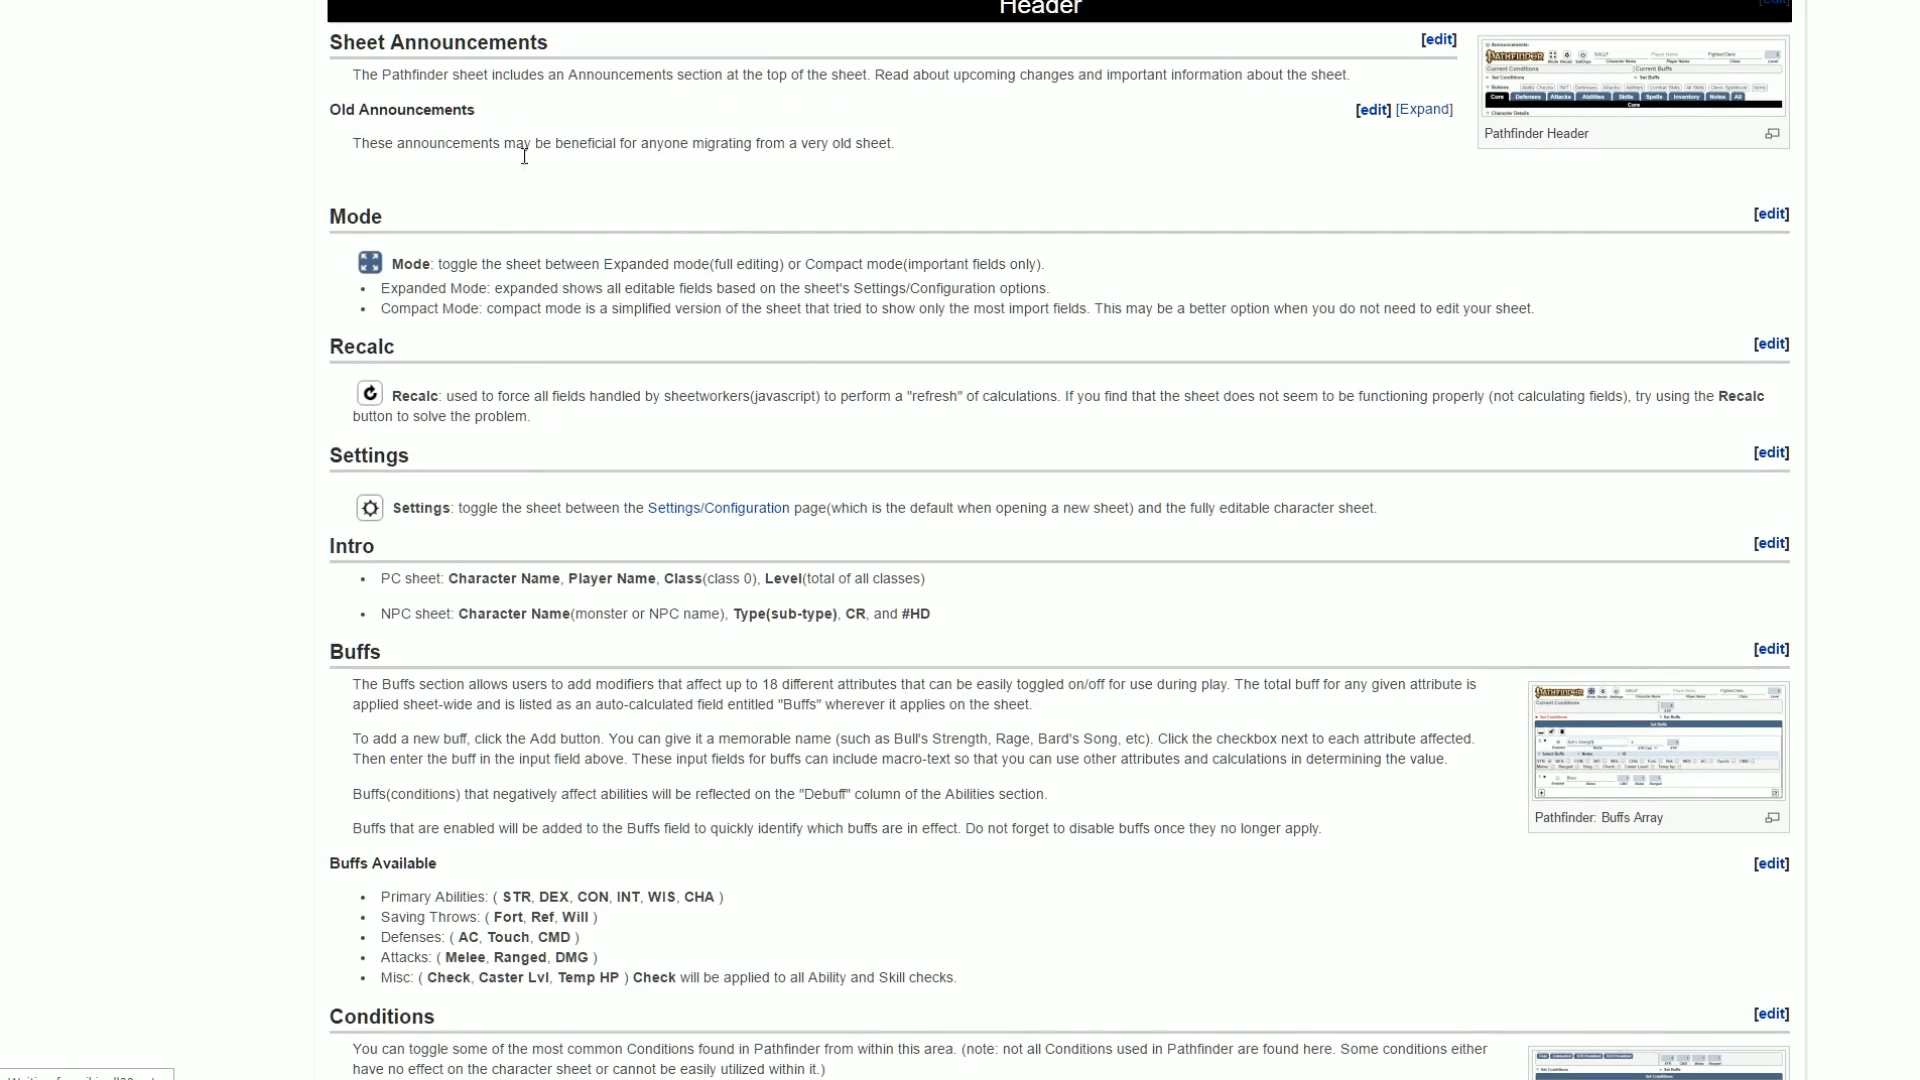 Header
Sheet Announcements [edit]
The Pathfinder sheet includes an Announcements section at the top of the sheet. Read about upcoming changes and important information about the sheet.
Old Announcements [edit] [Expand]
These announcements may be beneficial for anyone migrating from a very old sheet.
Pathfinder Header
Mode [edit]
Mode: toggle the sheet between Expanded mode(full editing) or Compact mode(important fields only).
• Expanded Mode: expanded shows all editable fields based on the sheet's Settings/Configuration options.
• Compact Mode: compact mode is a simplified version of the sheet that tried to show only the most import fields. This may be a better option when you do not need to edit your sheet.
Recalc [edit]
Recalc: used to force all fields handled by sheetworkers(javascript) to perform a "refresh" of calculations. If you find that the sheet does not seem to be functioning properly (not calculating fields), try using the Recalc
button to solve the problem.
Settings [edit]
Settings: toggle the sheet between the Settings/Configuration page(which is the default when opening a new sheet) and the fully editable character sheet.
Intro [edit]
• PC sheet: Character Name, Player Name, Class(class 0), Level(total of all classes)
• NPC sheet: Character Name(monster or NPC name), Type(sub-type), CR, and #HD
Buffs [edit]
The Buffs section allows users to add modifiers that affect up to 18 different attributes that can be easily toggled on/off for use during play. The total buff for any given attribute is
applied sheet-wide and is listed as an auto-calculated field entitled "Buffs" wherever it applies on the sheet.
To add a new buff, click the Add button. You can give it a memorable name (such as Bull's Strength, Rage, Bard's Song, etc). Click the checkbox next to each attribute affected.
Then enter the buff in the input field above. These input fields for buffs can include macro-text so that you can use other attributes and calculations in determining the value.
Buffs(conditions) that negatively affect abilities will be reflected on the "Debuff" column of the Abilities section.
Buffs that are enabled will be added to the Buffs field to quickly identify which buffs are in effect. Do not forget to disable buffs once they no longer apply.
Pathfinder: Buffs Array
Buffs Available [edit]
• Primary Abilities: ( STR, DEX, CON, INT, WIS, CHA )
• Saving Throws: ( Fort, Ref, Will )
• Defenses: ( AC, Touch, CMD )
• Attacks: ( Melee, Ranged, DMG )
• Misc: ( Check, Caster Lvl, Temp HP ) Check will be applied to all Ability and Skill checks.
Conditions [edit]
You can toggle some of the most common Conditions found in Pathfinder from within this area. (note: not all Conditions used in Pathfinder are found here. Some conditions either
have no effect on the character sheet or cannot be easily utilized within it.)